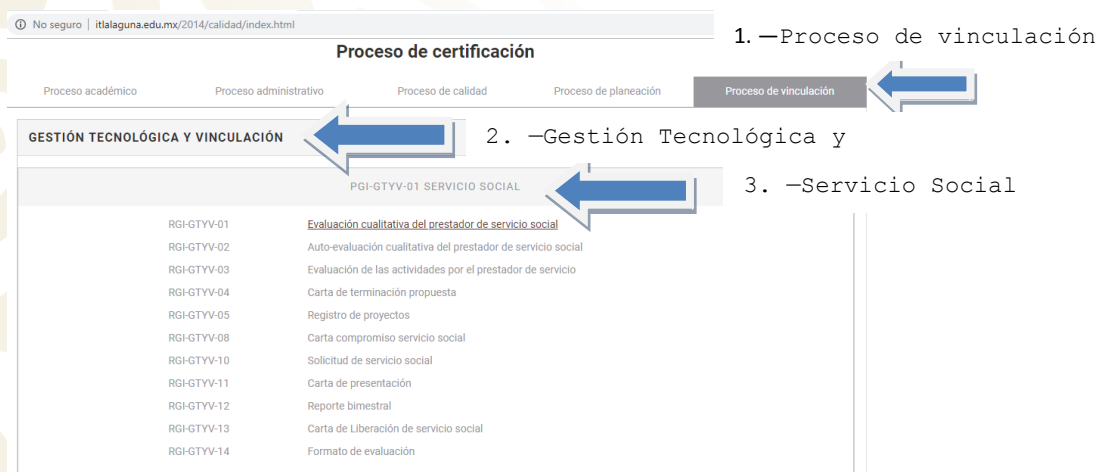 No seguro | itlalaguna.edu.mx/2014/calidad/index.html
1. —Proceso de vinculación
Proceso de certificación
Proceso académico Proceso administrativo Proceso de calidad Proceso de planeación Proceso de vinculación
GESTIÓN TECNOLÓGICA Y VINCULACIÓN
2. —Gestión Tecnológica y
PGI-GTYV-01 SERVICIO SOCIAL
3. —Servicio Social
RGI-GTYV-01 Evaluación cualitativa del prestador de servicio social
RGI-GTYV-02 Auto-evaluación cualitativa del prestador de servicio social
RGI-GTYV-03 Evaluación de las actividades por el prestador de servicio
RGI-GTYV-04 Carta de terminación propuesta
RGI-GTYV-05 Registro de proyectos
RGI-GTYV-08 Carta compromiso servicio social
RGI-GTYV-10 Solicitud de servicio social
RGI-GTYV-11 Carta de presentación
RGI-GTYV-12 Reporte bimestral
RGI-GTYV-13 Carta de Liberación de servicio social
RGI-GTYV-14 Formato de evaluación